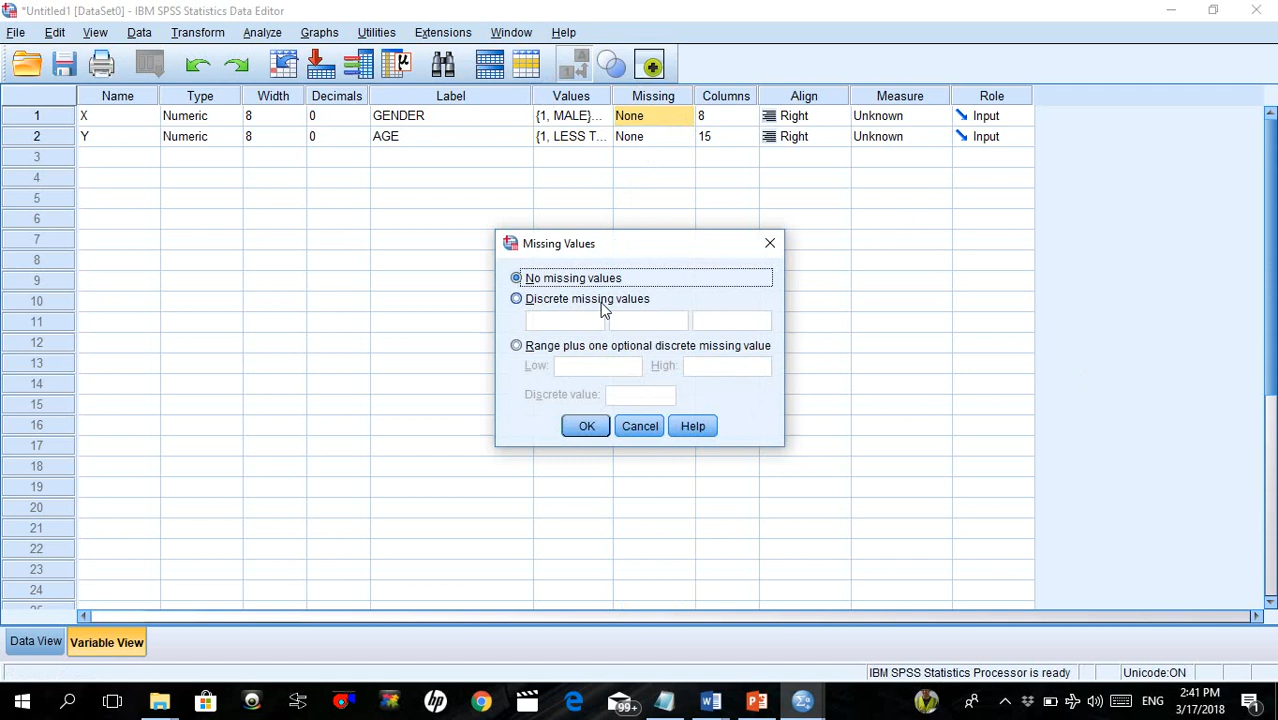 *Untitled1 [DataSet0] - IBM SPSS Statistics Data Editor
File Edit View Data Transform Analyze Graphs Utilities Extensions Window Help
Name Type Width Decimals Label Values Missing Columns Align Measure Role
1 X Numeric 8 0 GENDER {1, MALE}... None 8 Right Unknown Input
2 Y Numeric 8 0 AGE {1, LESS T... None 15 Right Unknown Input
3
4
5
6
7
8
9
10
11
12
13
14
15
16
17
18
19
20
21
22
23
24
Missing Values
No missing values
Discrete missing values
Range plus one optional discrete missing value
Low: High:
Discrete value:
OK Cancel Help
Data View Variable View
IBM SPSS Statistics Processor is ready Unicode:ON
99+ ENG 2:41 PM
3/17/2018 1